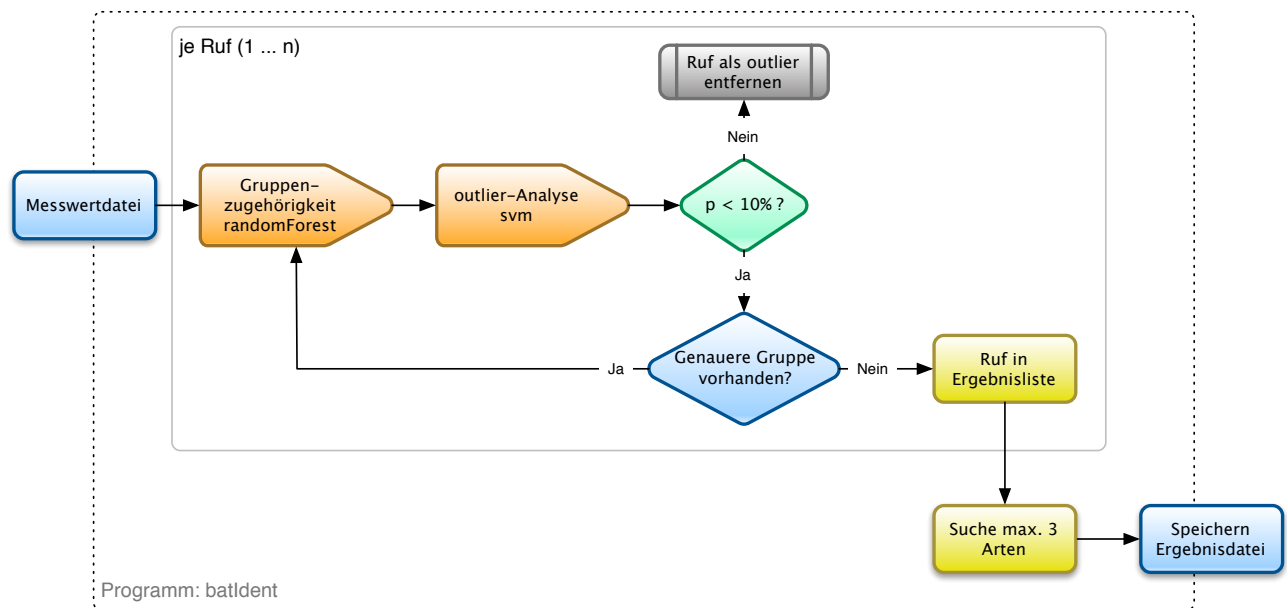 je Ruf (1 ... n)
Ruf als outlier
entfernen
Nein
Messwertdatei
Gruppen-
zugehörigkeit
randomForest
outlier-Analyse
svm
p < 10% ?
Ja
Genauere Gruppe
vorhanden?
Ja
Nein
Ruf in
Ergebnisliste
Suche max. 3
Arten
Speichern
Ergebnisdatei
Programm: batIdent